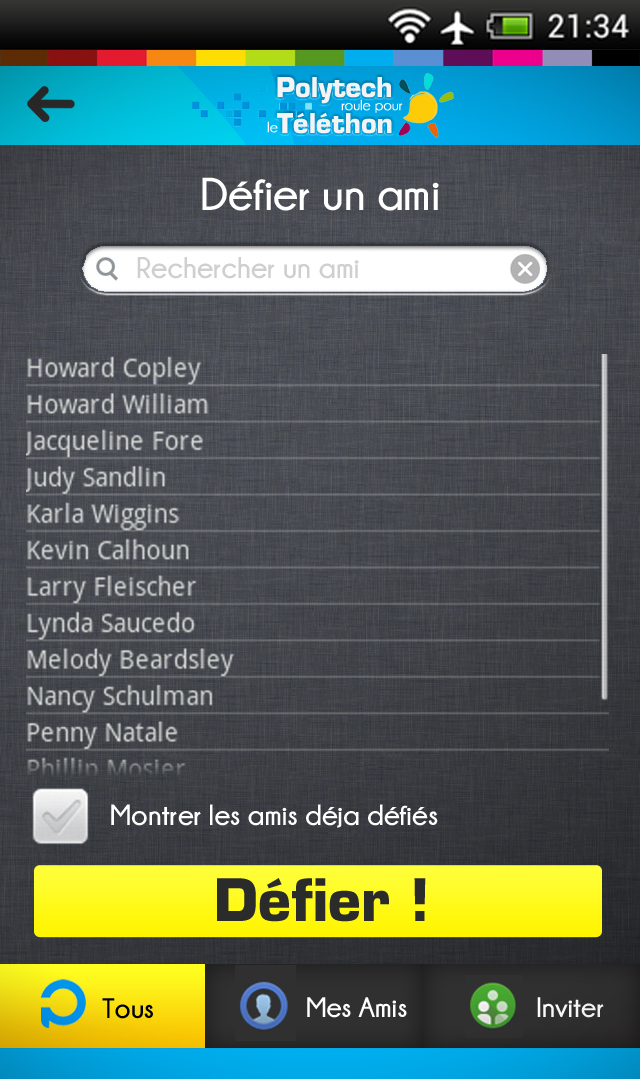 21:34
Polytech
roule pour
le Téléthon
Défier un ami
Rechercher un ami
Howard Copley
Howard William
Jacqueline Fore
Judy Sandlin
Karla Wiggins
Kevin Calhoun
Larry Fleischer
Lynda Saucedo
Melody Beardsley
Nancy Schulman
Penny Natale
Phillip Mosier
Montrer les amis déja défiés
Défier !
Tous
Mes Amis
Inviter